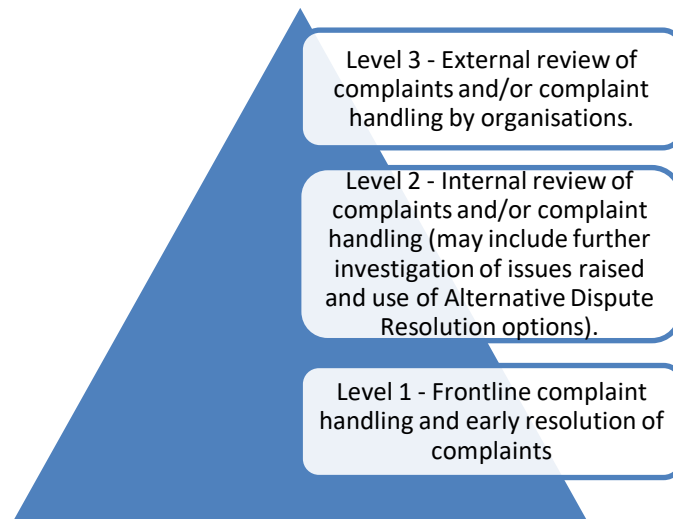 Level 3 - External review of
complaints and/or complaint
handling by organisations.
Level 2 - Internal review of
complaints and/or complaint
handling (may include further
investigation of issues raised
and use of Alternative Dispute
Resolution options).
Level 1 - Frontline complaint
handling and early resolution of
complaints